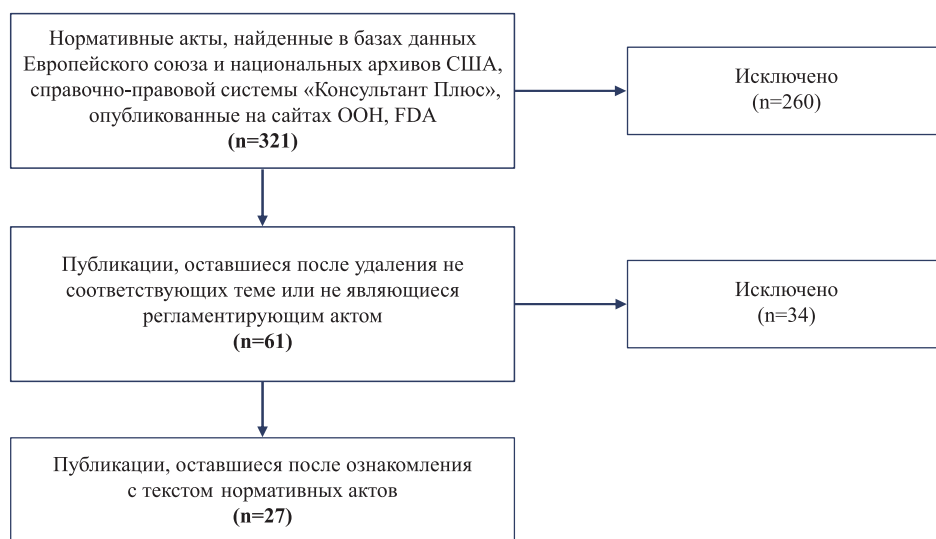 Нормативные акты, найденные в базах данных
Европейского союза и национальных архивов США,
справочно-правовой системы «Консультант Плюс»,
опубликованные на сайтах ООН, FDA
(n=321)
Исключено
(n=260)
Публикации, оставшиеся после удаления не
соответствующих теме или не являющиеся
регламентирующим актом
(n=61)
Исключено
(n=34)
Публикации, оставшиеся после ознакомления
с текстом нормативных актов
(n=27)